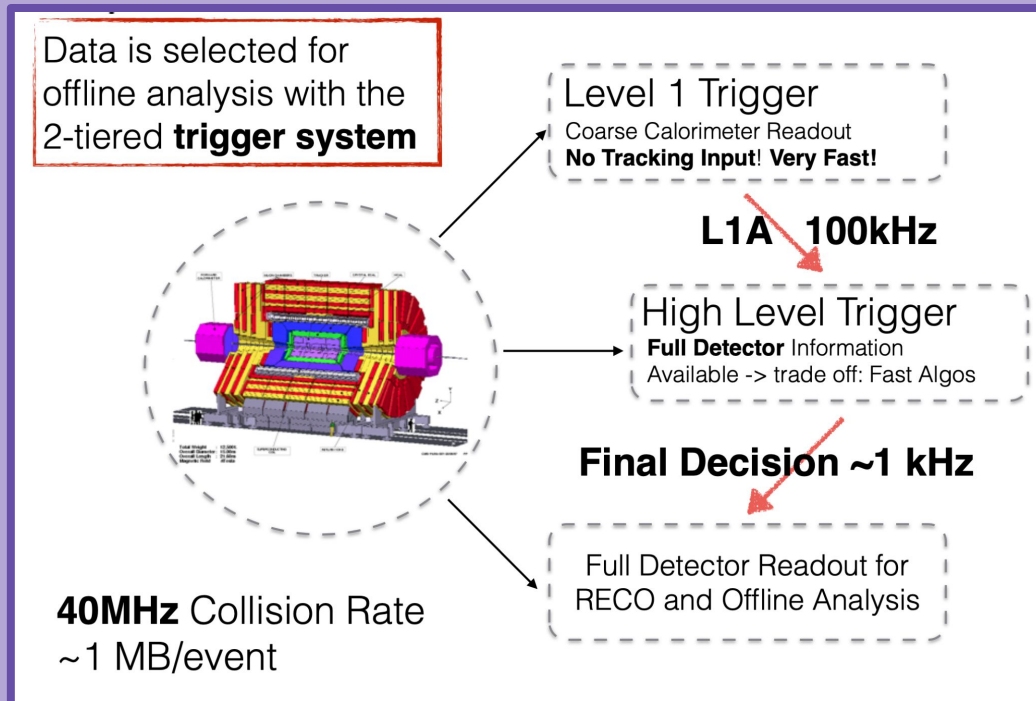 Data is selected for
offline analysis with the
2-tiered trigger system
Level 1 Trigger
Coarse Calorimeter Readout
No Tracking Input! Very Fast!
L1A 100kHz
High Level Trigger
Full Detector Information
Available -> trade off: Fast Algos
Final Decision ~1 kHz
Full Detector Readout for
RECO and Offline Analysis
40MHz Collision Rate
~1 MB/event